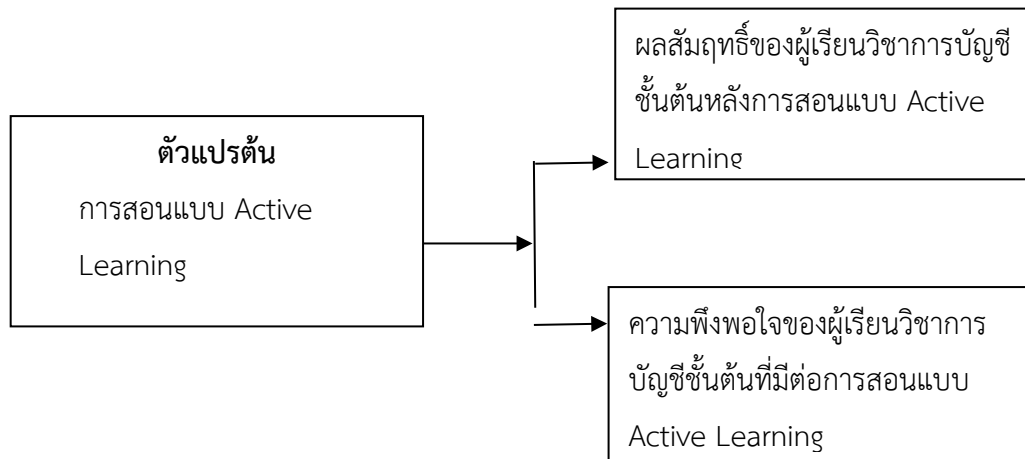 ตัวแปรต้น
การสอนแบบ Active
Learning
ผลสัมฤทธิ์ของผู้เรียนวิชาการบัญชี
ชั้นต้นหลังการสอนแบบ Active
Learning
ความพึงพอใจของผู้เรียนวิชาการ
บัญชีชั้นต้นที่มีต่อการสอนแบบ
Active Learning